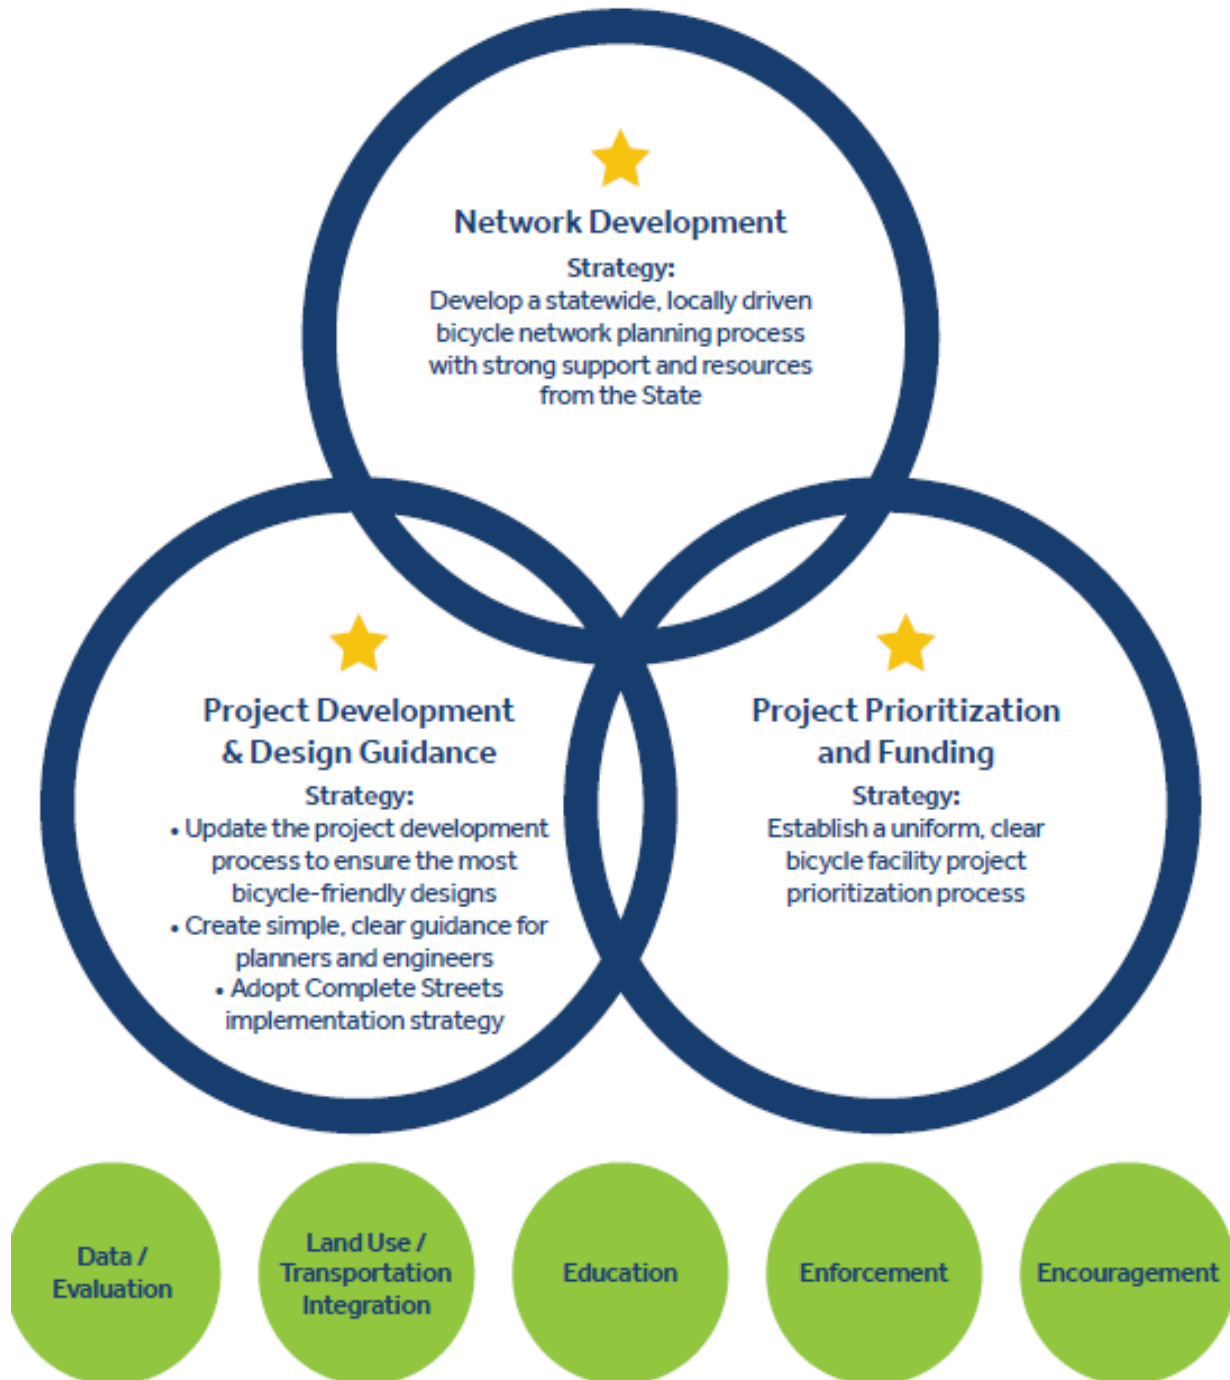 Network Development
Strategy:
Develop a statewide, locally driven
bicycle network planning process
with strong support and resources
from the State
Project Development
& Design Guidance
Strategy:
• Update the project development
process to ensure the most
bicycle-friendly designs
• Create simple, clear guidance for
planners and engineers
• Adopt Complete Streets
implementation strategy
Project Prioritization
and Funding
Strategy:
Establish a uniform, clear
bicycle facility project
prioritization process
Data /
Evaluation
Land Use /
Transportation
Integration
Education
Enforcement
Encouragement